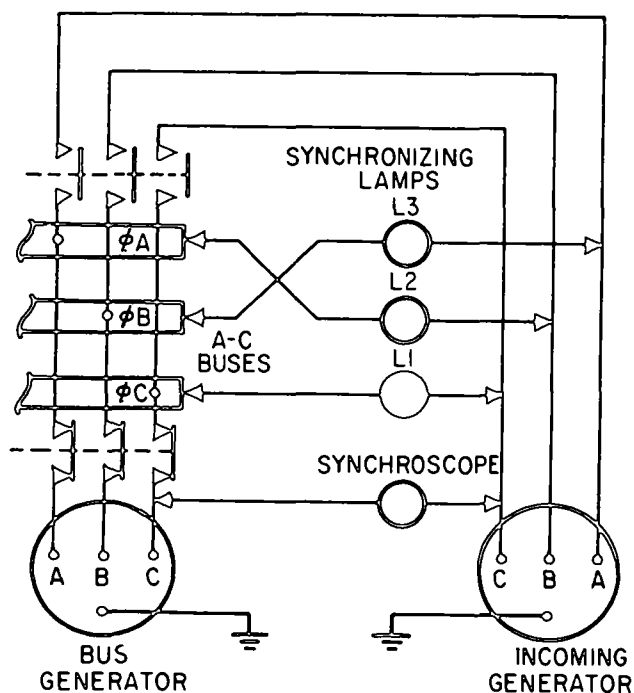 SYNCHRONIZING
LAMPS
L3
ϕA
L2
ϕB
A-C
BUSES
L1
ϕC
SYNCHROSCOPE
A B C
C B A
BUS
GENERATOR
INCOMING
GENERATOR